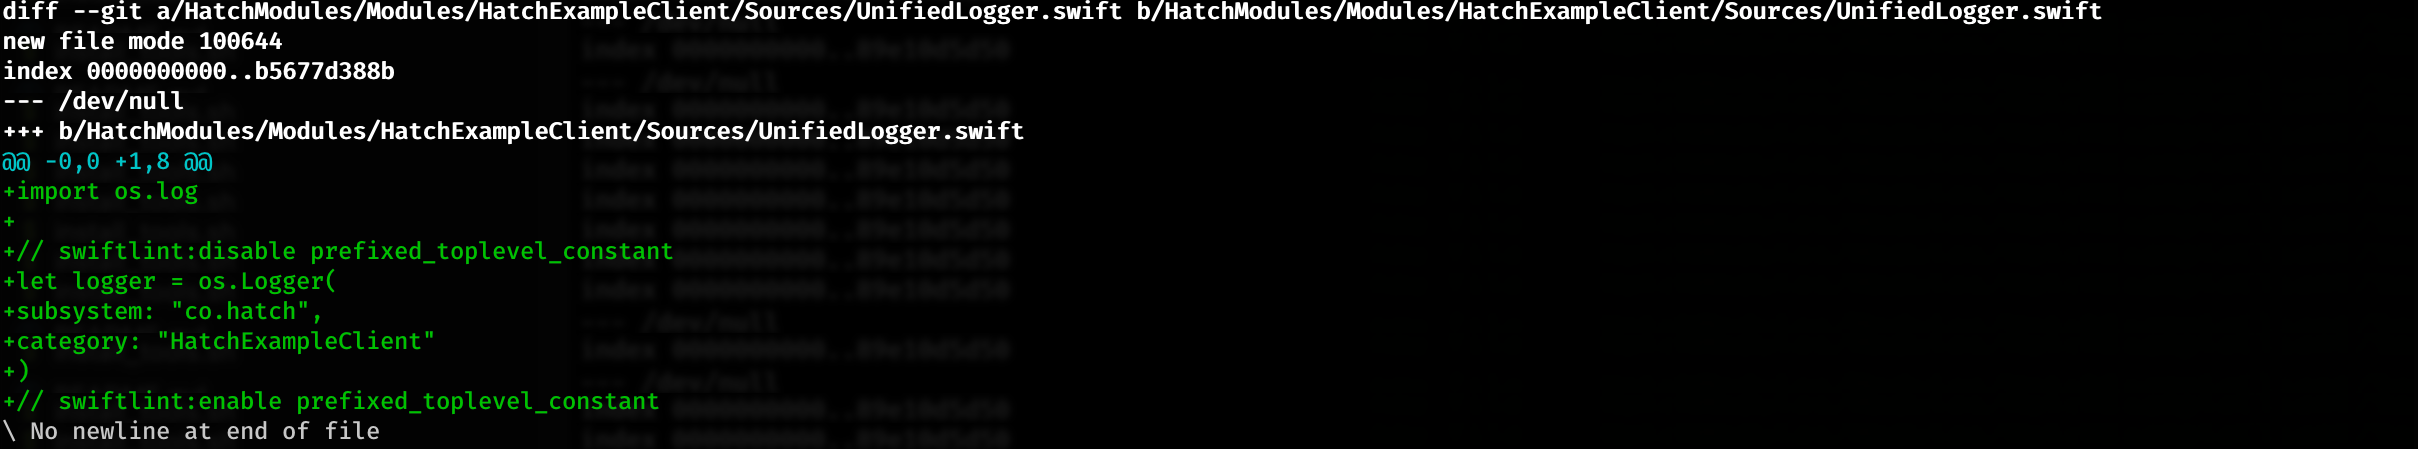 diff --git a/HatchModules/Modules/HatchExampleClient/Sources/UnifiedLogger.swift b/HatchModules/Modules/HatchExampleClient/Sources/UnifiedLogger.swift
new file mode 100644
index 0000000000..b5677d388b
--- /dev/null
+++ b/HatchModules/Modules/HatchExampleClient/Sources/UnifiedLogger.swift
@@ -0,0 +1,8 @@
+import os.log
+
+// swiftlint:disable prefixed_toplevel_constant
+let logger = os.Logger(
+subsystem: "co.hatch",
+category: "HatchExampleClient"
+)
+// swiftlint:enable prefixed_toplevel_constant
\ No newline at end of file